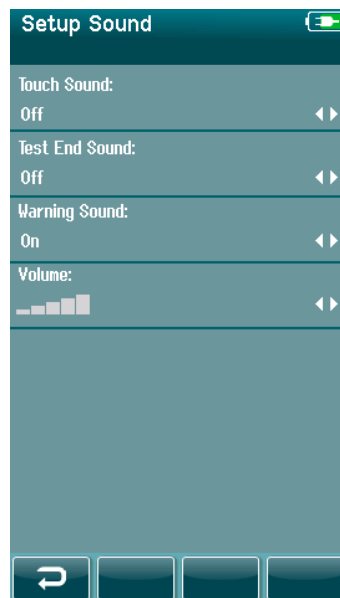 Setup Sound
Touch Sound:
Off
Test End Sound:
Off
Warning Sound:
On
Volume: